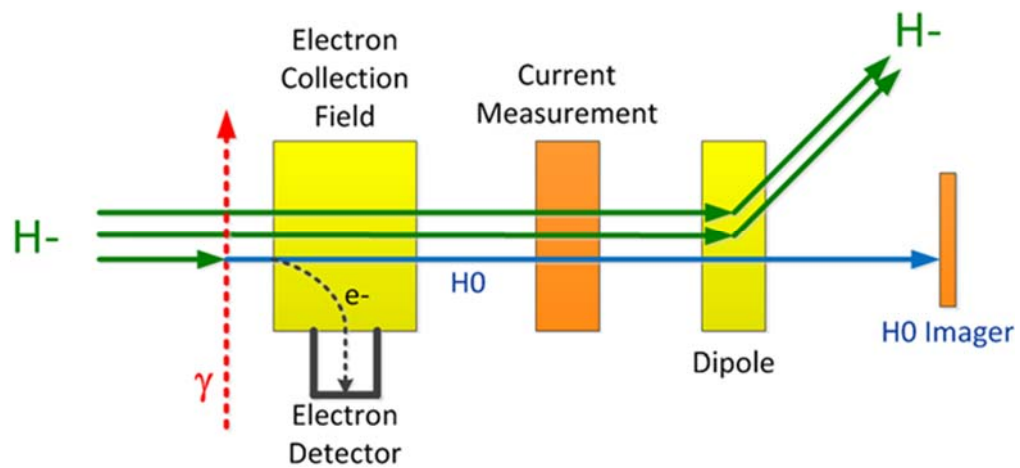 H-
Electron
Collection
Field
Current
Measurement
H-
e-
H0
H0 Imager
Dipole
γ
Electron
Detector